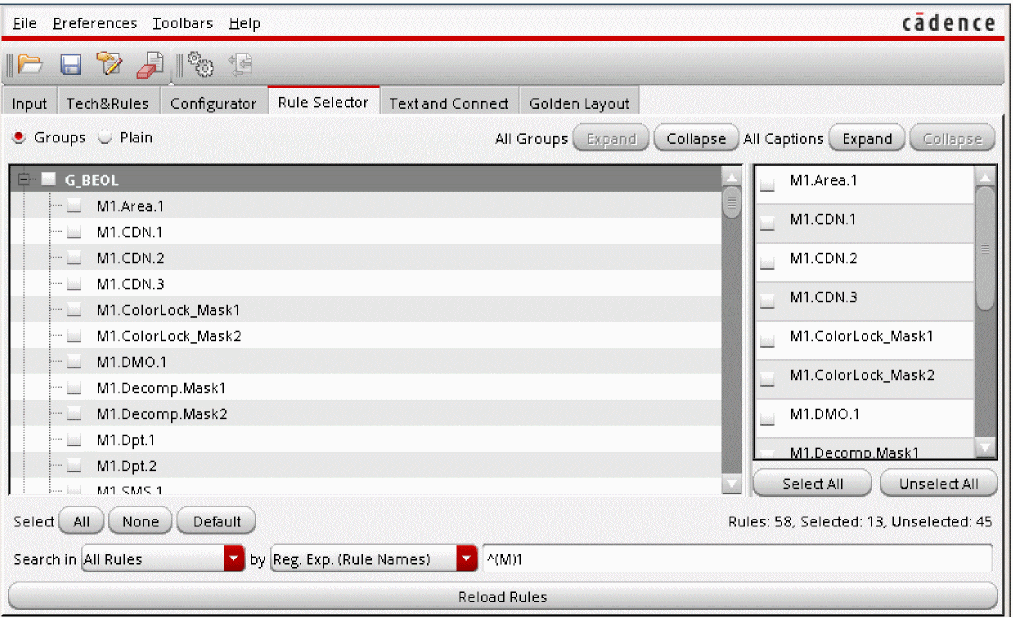 File Preferences Toolbars Help cādence
Input Tech&Rules Configurator Rule Selector Text and Connect Golden Layout
Groups Plain All Groups Expand Collapse All Captions Expand Collapse
G_BEOL
M1.Area.1
M1.CDN.1
M1.CDN.2
M1.CDN.3
M1.ColorLock_Mask1
M1.ColorLock_Mask2
M1.DMO.1
M1.Decomp.Mask1
M1.Decomp.Mask2
M1.Dpt.1
M1.Dpt.2
M1.SMS.1
M1.Area.1
M1.CDN.1
M1.CDN.2
M1.CDN.3
M1.ColorLock_Mask1
M1.ColorLock_Mask2
M1.DMO.1
M1.Decomp.Mask1
Select All Unselect All
Select All None Default Rules: 58, Selected: 13, Unselected: 45
Search in All Rules by Reg. Exp. (Rule Names) ^(M)1
Reload Rules